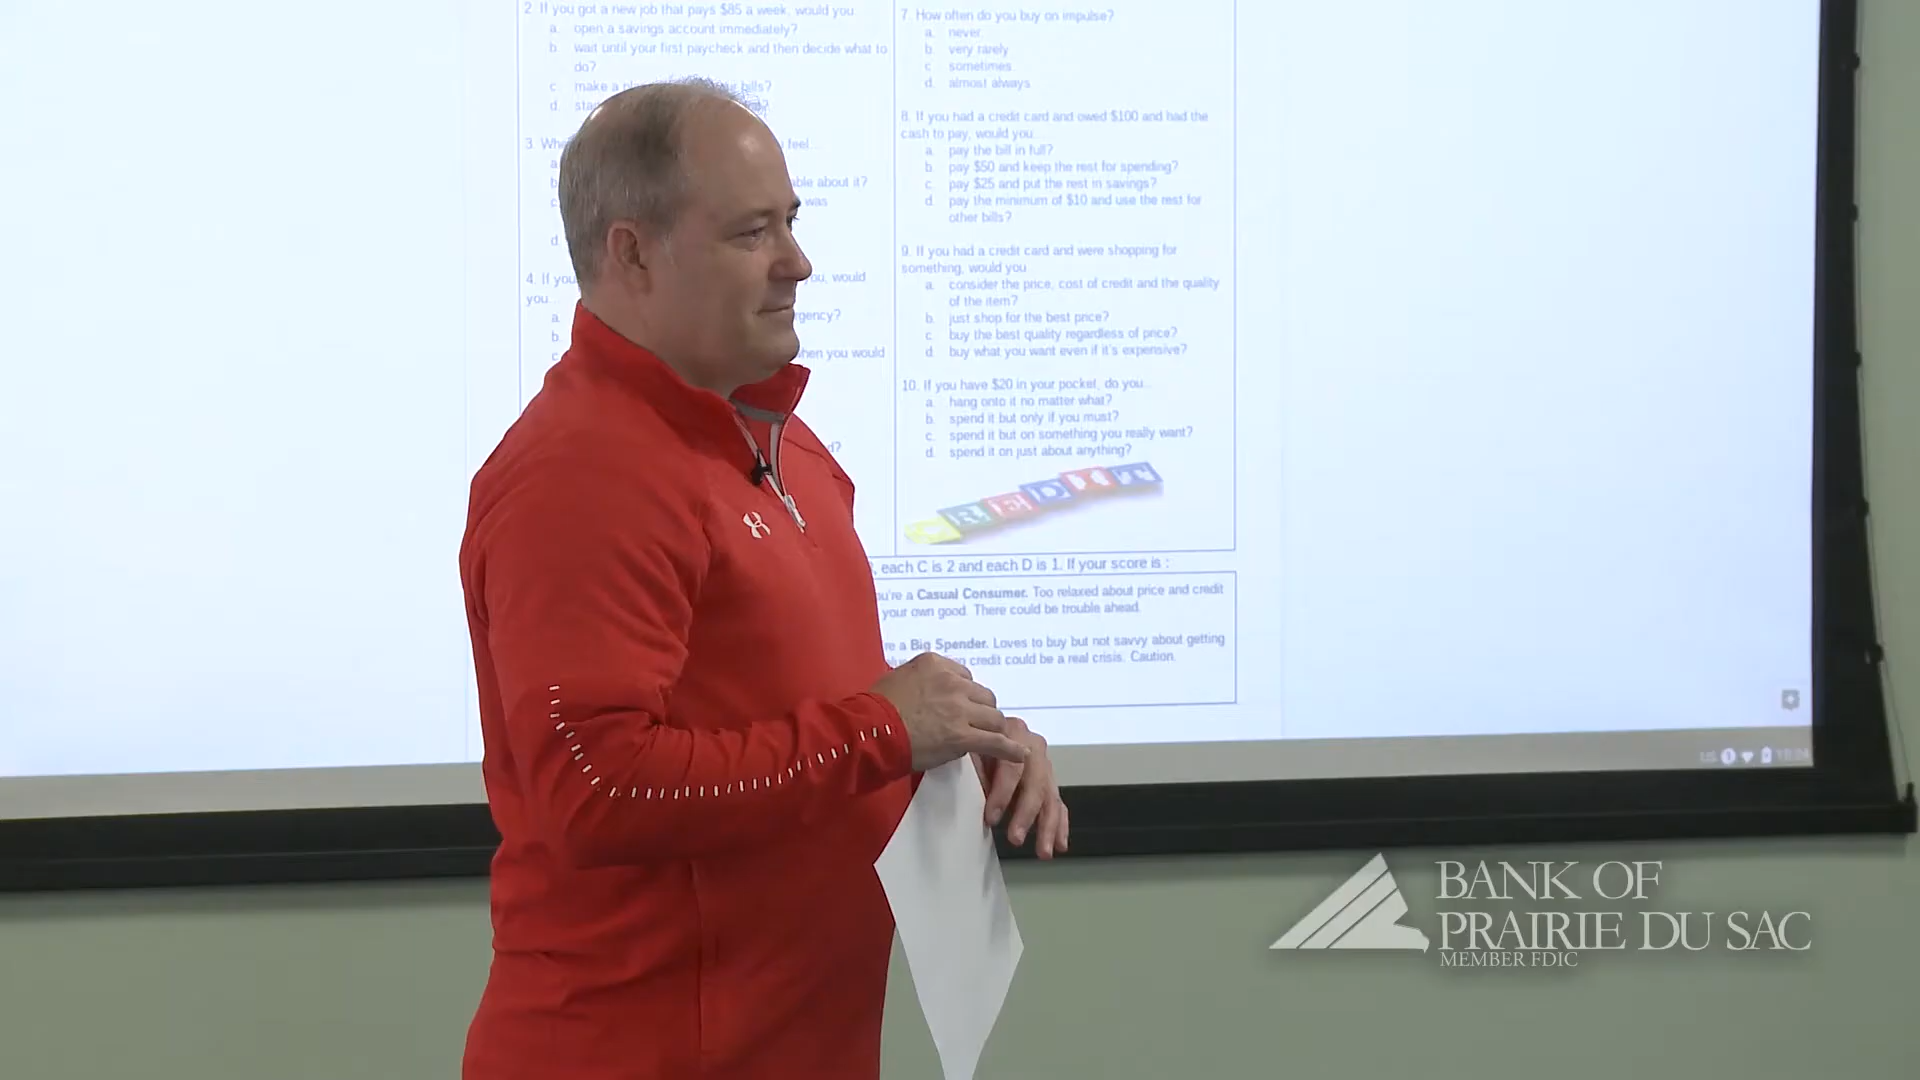 2. If you got a new job that pays $85 a week, would you
a. open a savings account immediately?
b. wait until your first paycheck and then decide what to
do?
c. make a bills?
d.
3. feel...
a
b. about it?
c. was
d.
4. If you you, would
you...
a.
b.
c. when you would
7. How often do you buy on impulse?
a. never
b. very rarely
c. sometimes
d. almost always
8. If you had a credit card and owed $100 and had the
cash to pay, would you...
a. pay the bill in full?
b. pay $50 and keep the rest for spending?
c. pay $25 and put the rest in savings?
d. pay the minimum of $10 and use the rest for
other bills?
9. If you had a credit card and were shopping for
something, would you
a. consider the price, cost of credit and the quality
of the item?
b. just shop for the best price?
c. buy the best quality regardless of price?
d. buy what you want even if it's expensive?
10. If you have $20 in your pocket, do you...
a. hang onto it no matter what?
b. spend it but only if you must?
c. spend it but on something you really want?
d. spend it on just about anything?
each C is 2 and each D is 1. If your score is :
a Casual Consumer. Too relaxed about price and credit
your own good. There could be trouble ahead.
a Big Spender. Loves to buy but not savvy about getting
credit could be a real crisis. Caution.
US
BANK OF
PRAIRIE DU SAC
MEMBER FDIC